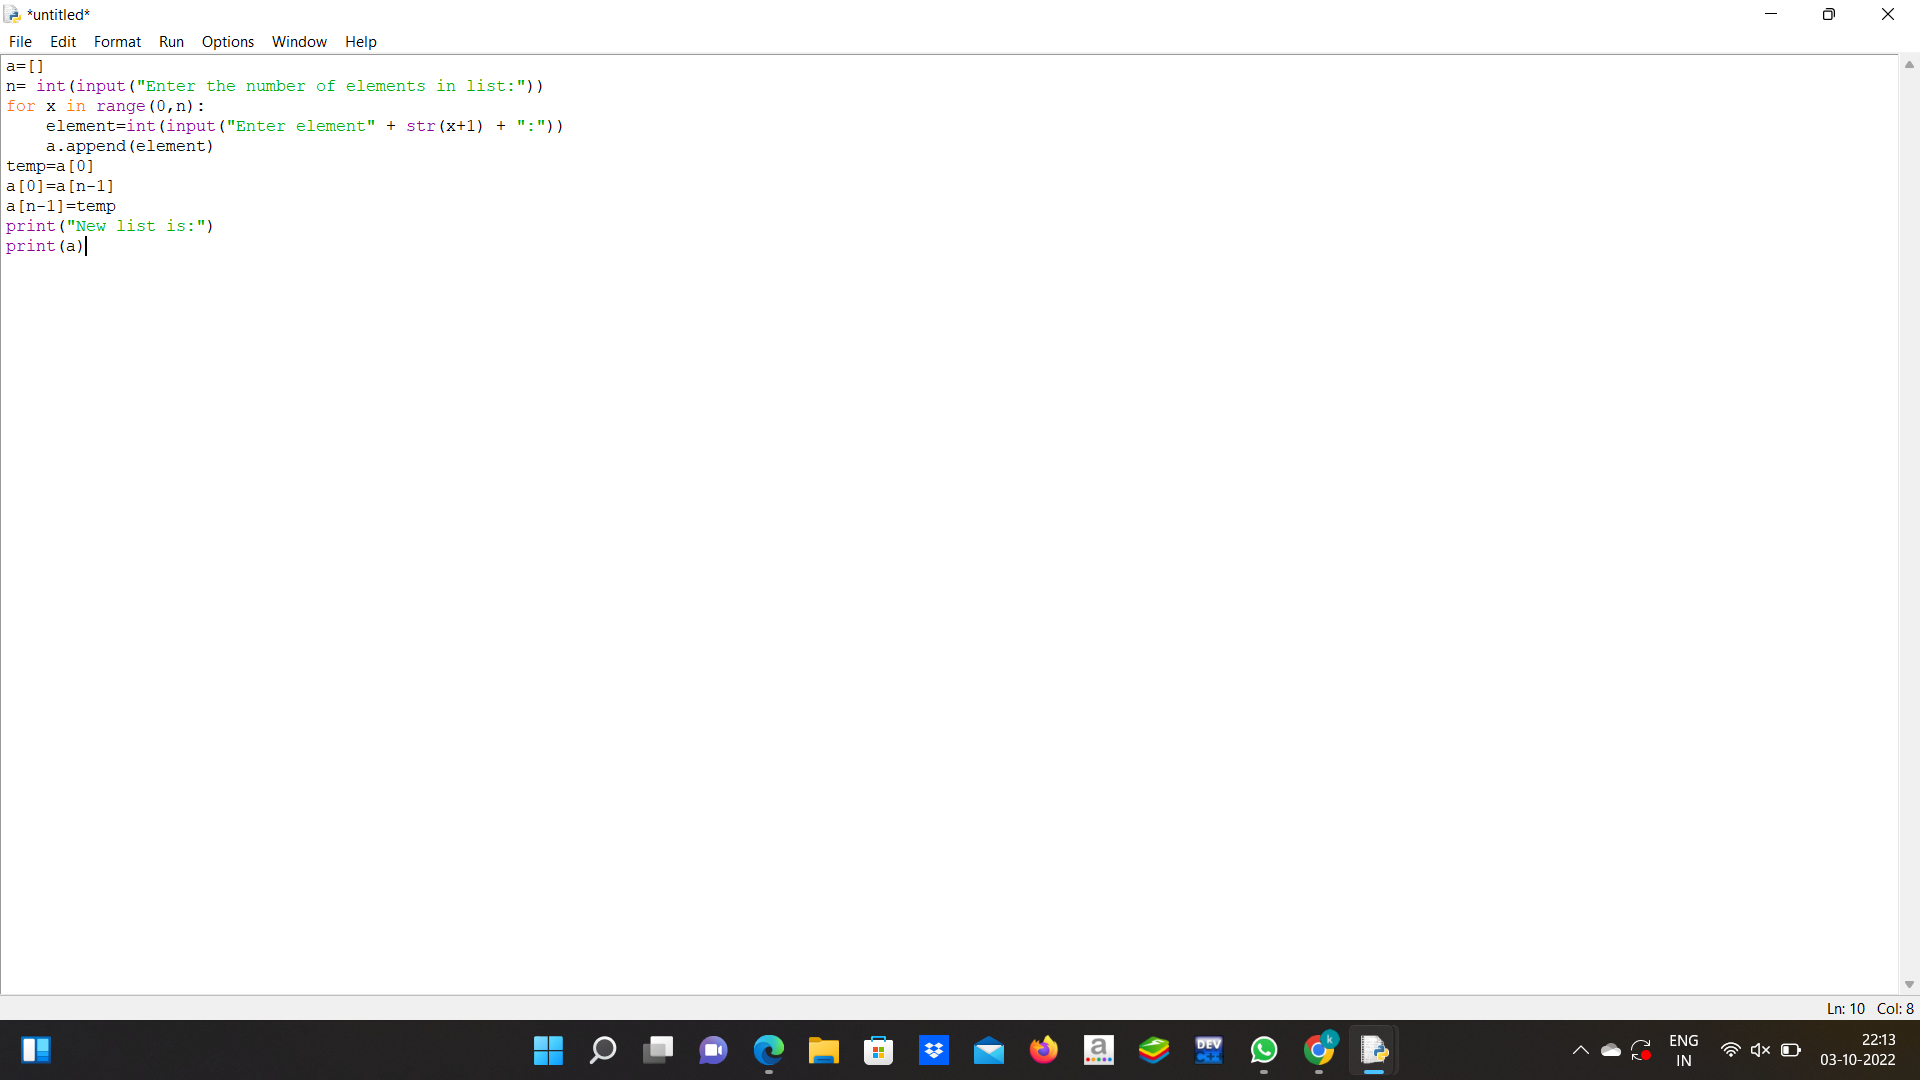 *untitled*
File Edit Format Run Options Window Help
a=[]
n= int(input("Enter the number of elements in list:"))
for x in range(0,n):
    element=int(input("Enter element" + str(x+1) + ":"))
    a.append(element)
temp=a[0]
a[0]=a[n-1]
a[n-1]=temp
print("New list is:")
print(a)
Ln: 10 Col: 8
DEV
a
k
ENG
IN
22:13
03-10-2022